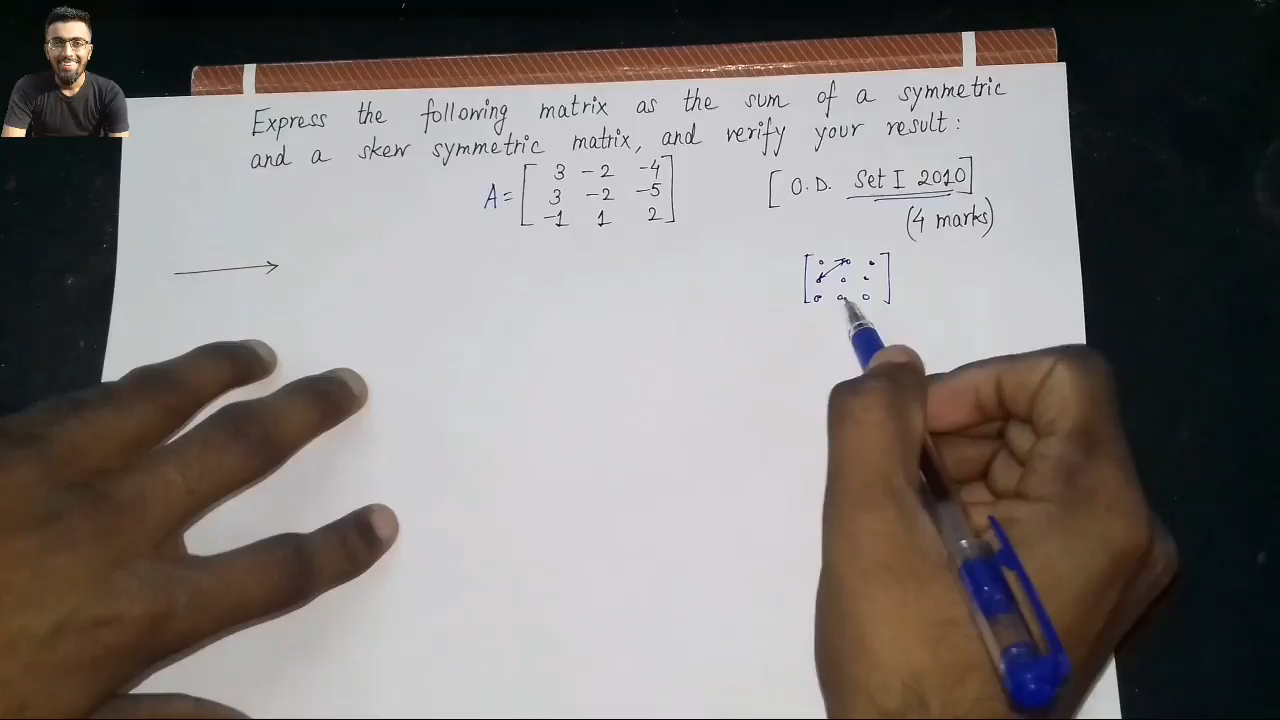 Express the following matrix as the sum of a symmetric
and a skew symmetric matrix, and verify your result :
A = [ 3 -2 -4
3 -2 -5
-1 1 2 ]
[ O.D. Set I 2010]
(4 marks)